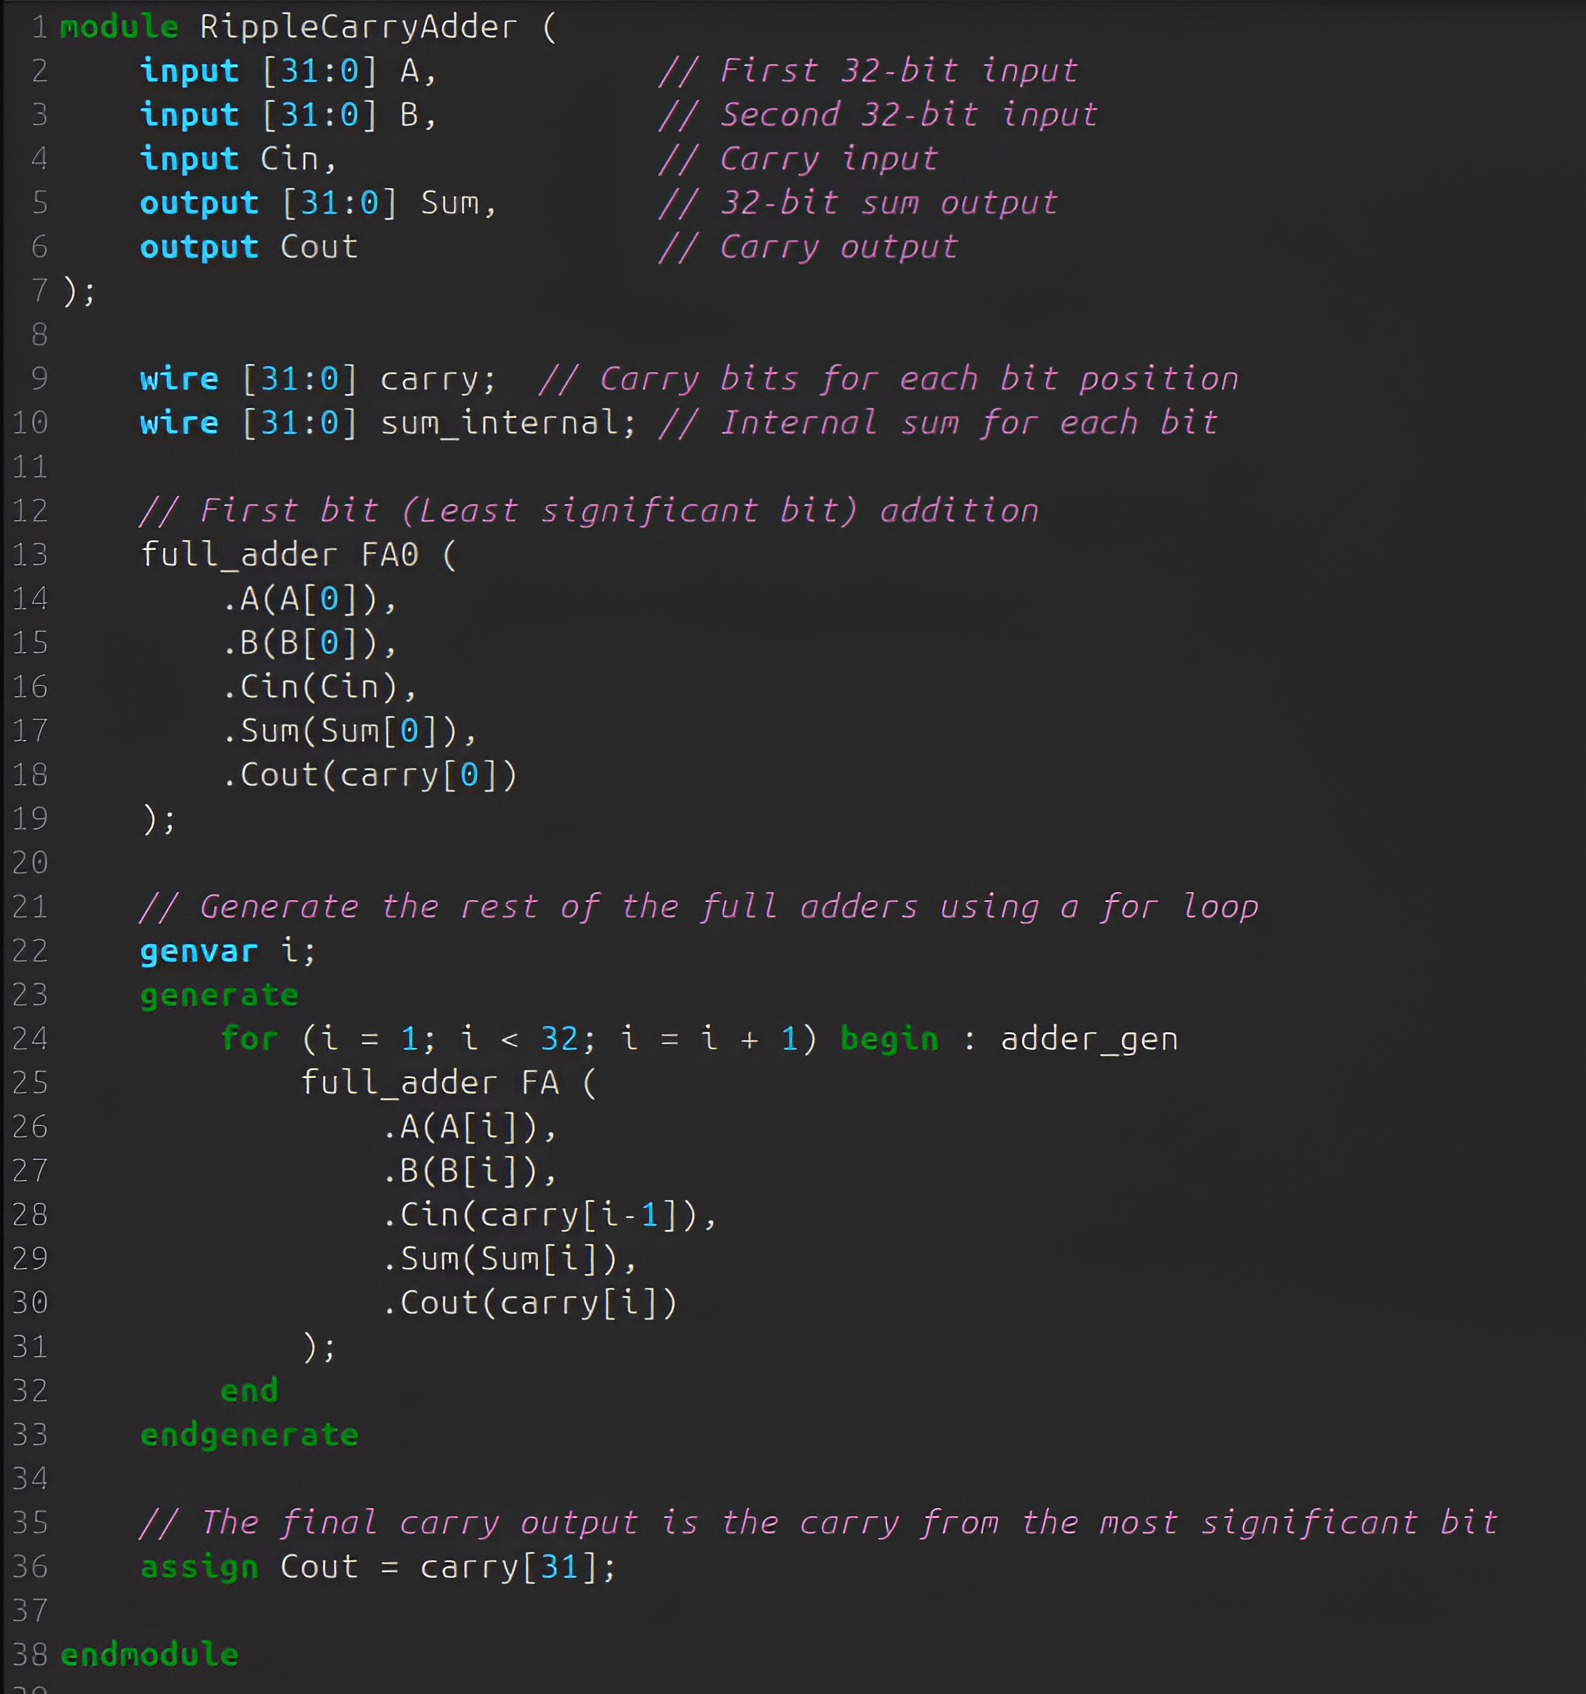 1 module RippleCarryAdder (
2     input [31:0] A,           // First 32-bit input
3     input [31:0] B,           // Second 32-bit input
4     input Cin,                // Carry input
5     output [31:0] Sum,        // 32-bit sum output
6     output Cout               // Carry output
7 );
8
9     wire [31:0] carry;  // Carry bits for each bit position
10     wire [31:0] sum_internal; // Internal sum for each bit
11
12     // First bit (Least significant bit) addition
13     full_adder FA0 (
14         .A(A[0]),
15         .B(B[0]),
16         .Cin(Cin),
17         .Sum(Sum[0]),
18         .Cout(carry[0])
19     );
20
21     // Generate the rest of the full adders using a for loop
22     genvar i;
23     generate
24         for (i = 1; i < 32; i = i + 1) begin : adder_gen
25             full_adder FA (
26                 .A(A[i]),
27                 .B(B[i]),
28                 .Cin(carry[i-1]),
29                 .Sum(Sum[i]),
30                 .Cout(carry[i])
31             );
32         end
33     endgenerate
34
35     // The final carry output is the carry from the most significant bit
36     assign Cout = carry[31];
37
38 endmodule